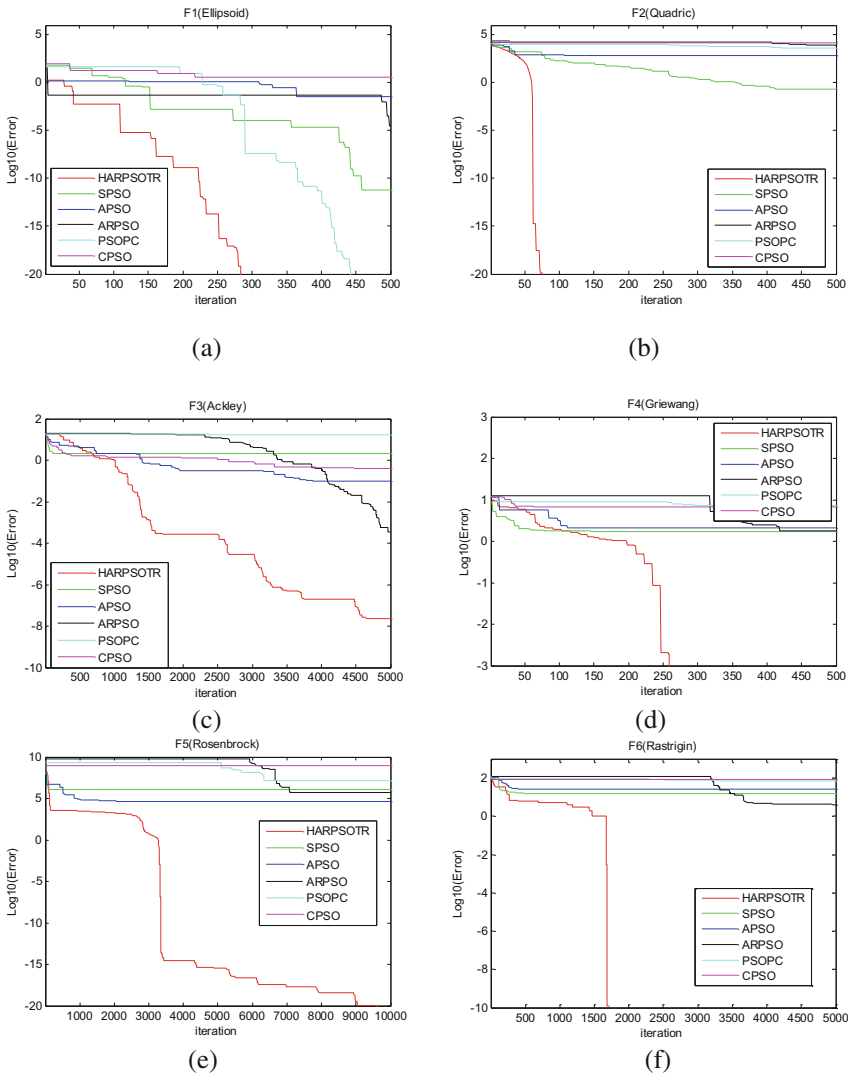 F1(Ellipsoid)
5
0
-5
-10
-15
-20
Log10(Error)
50 100 150 200 250 300 350 400 450 500
iteration
HARPSOTR
SPSO
APSO
ARPSO
PSOPC
CPSO
(a)
F2(Quadric)
5
0
-5
-10
-15
-20
Log10(Error)
50 100 150 200 250 300 350 400 450 500
iteration
HARPSOTR
SPSO
APSO
ARPSO
PSOPC
CPSO
(b)
F3(Ackley)
2
0
-2
-4
-6
-8
-10
Log10(Error)
500 1000 1500 2000 2500 3000 3500 4000 4500 5000
iteration
HARPSOTR
SPSO
APSO
ARPSO
PSOPC
CPSO
(c)
F4(Griewang)
3
2
1
0
-1
-2
-3
Log10(Error)
50 100 150 200 250 300 350 400 450 500
iteration
HARPSOTR
SPSO
APSO
ARPSO
PSOPC
CPSO
(d)
F5(Rosenbrock)
10
5
0
-5
-10
-15
-20
Log10(Error)
1000 2000 3000 4000 5000 6000 7000 8000 9000 10000
iteration
HARPSOTR
SPSO
APSO
ARPSO
PSOPC
CPSO
(e)
F6(Rastrigin)
2
0
-2
-4
-6
-8
-10
Log10(Error)
500 1000 1500 2000 2500 3000 3500 4000 4500 5000
iteration
HARPSOTR
SPSO
APSO
ARPSO
PSOPC
CPSO
(f)